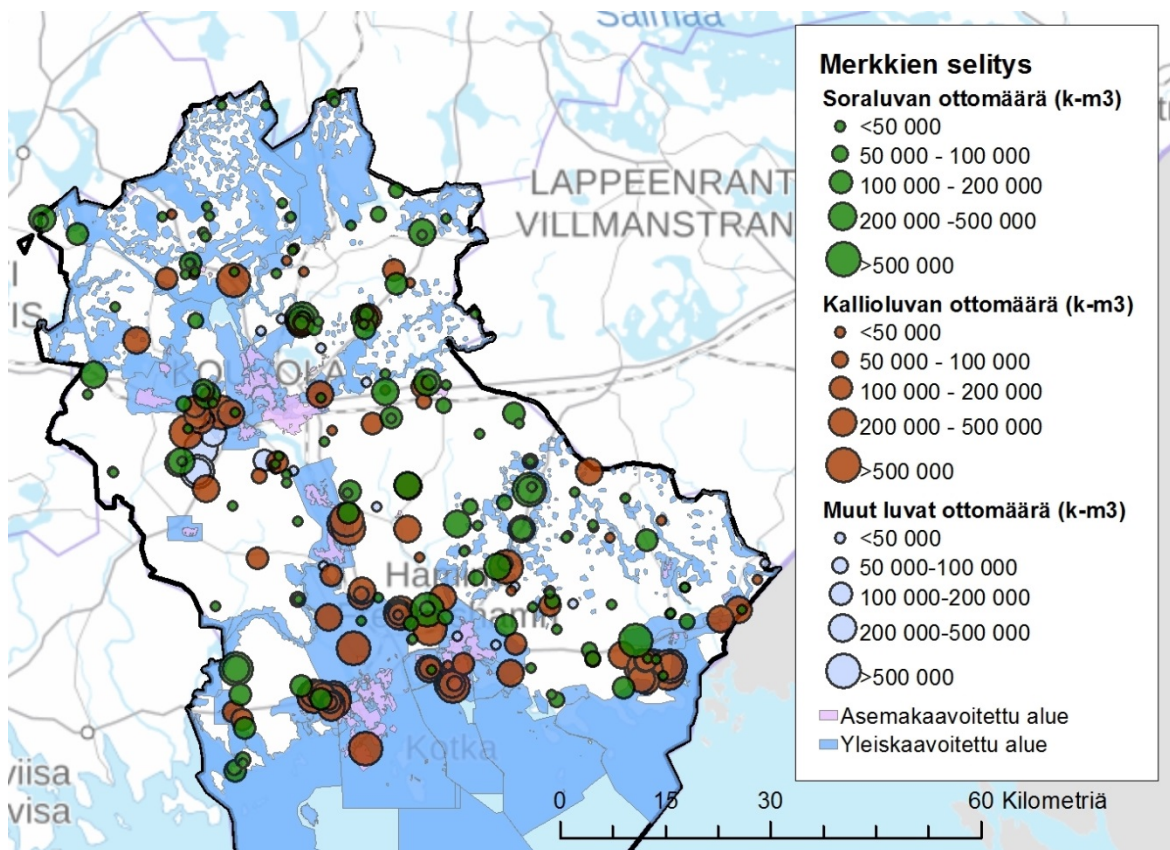 Saimaa
LAPPEENRANT
VILLMANSTRAN
KOUVOLA
Kotka
viisa
visa
Merkkien selitys
Soraluvan ottomäärä (k-m3)
<50 000
50 000 - 100 000
100 000 - 200 000
200 000 -500 000
>500 000
Kallioluvan ottomäärä (k-m3)
<50 000
50 000 - 100 000
100 000 - 200 000
200 000 - 500 000
>500 000
Muut luvat ottomäärä (k-m3)
<50 000
50 000-100 000
100 000-200 000
200 000-500 000
>500 000
Asemakaavoitettu alue
Yleiskaavoitettu alue
0 15 30 60 Kilometriä